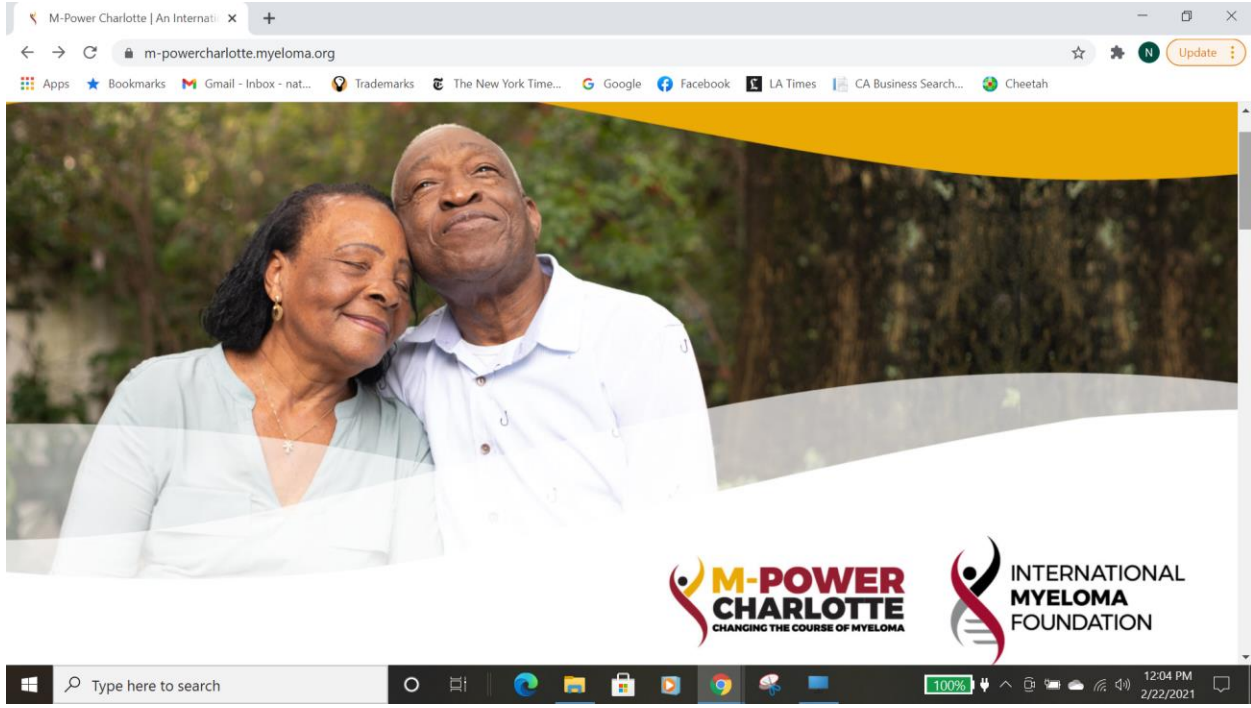 M-Power Charlotte | An Internati
m-powercharlotte.myeloma.org
N
Update
Apps
Bookmarks
Gmail - Inbox - nat...
Trademarks
The New York Time...
Google
Facebook
LA Times
CA Business Search...
Cheetah
M-POWER
CHARLOTTE
CHANGING THE COURSE OF MYELOMA
INTERNATIONAL
MYELOMA
FOUNDATION
Type here to search
100%
12:04 PM
2/22/2021